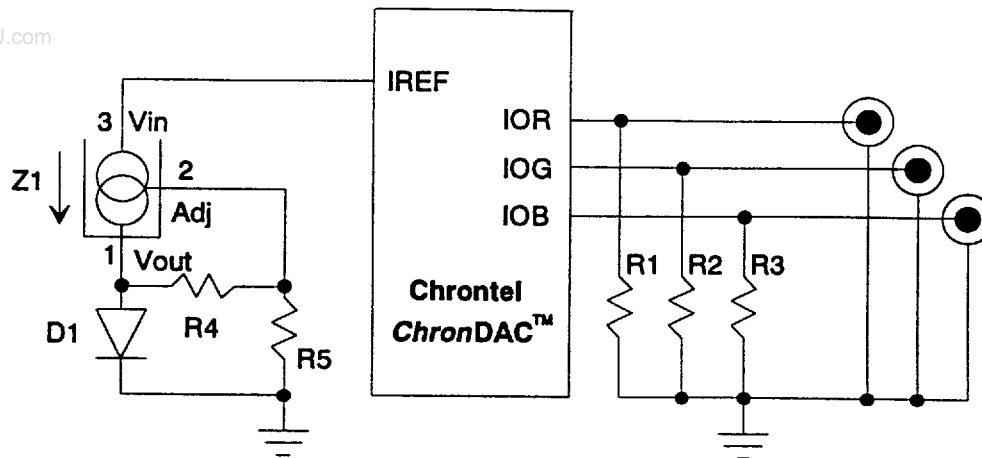 J.com
IREF
3 Vin
IOR
2
IOG
Z1
Adj
IOB
1 Vout
R1 R2 R3
Chrontel
ChronDAC™
D1
R4
R5